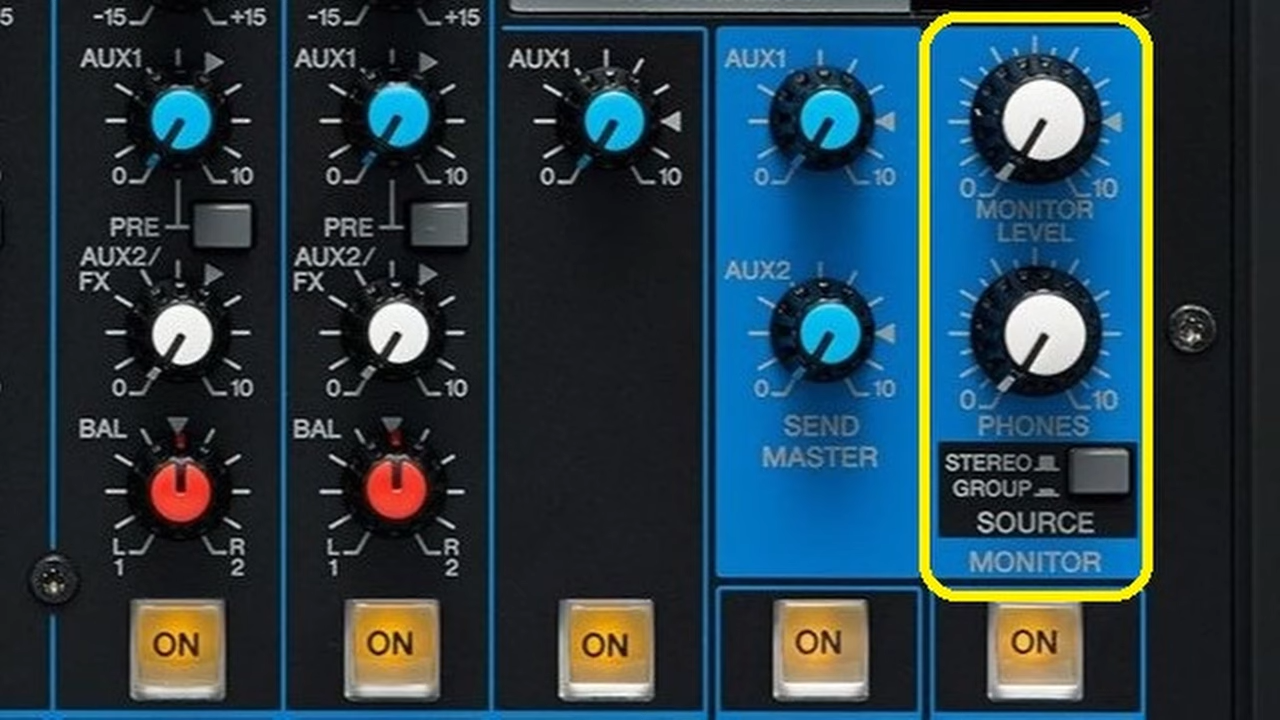 -15 +15
-15 +15
AUX1
AUX1
AUX1
AUX1
0 10
0 10
0 10
0 10
0 10
MONITOR
LEVEL
PRE
PRE
AUX2/
FX
AUX2/
FX
AUX2
0 10
0 10
0 10
0 10
SEND
MASTER
PHONES
BAL
BAL
STEREO
GROUP
SOURCE
MONITOR
L R
1 2
L R
1 2
ON
ON
ON
ON
ON